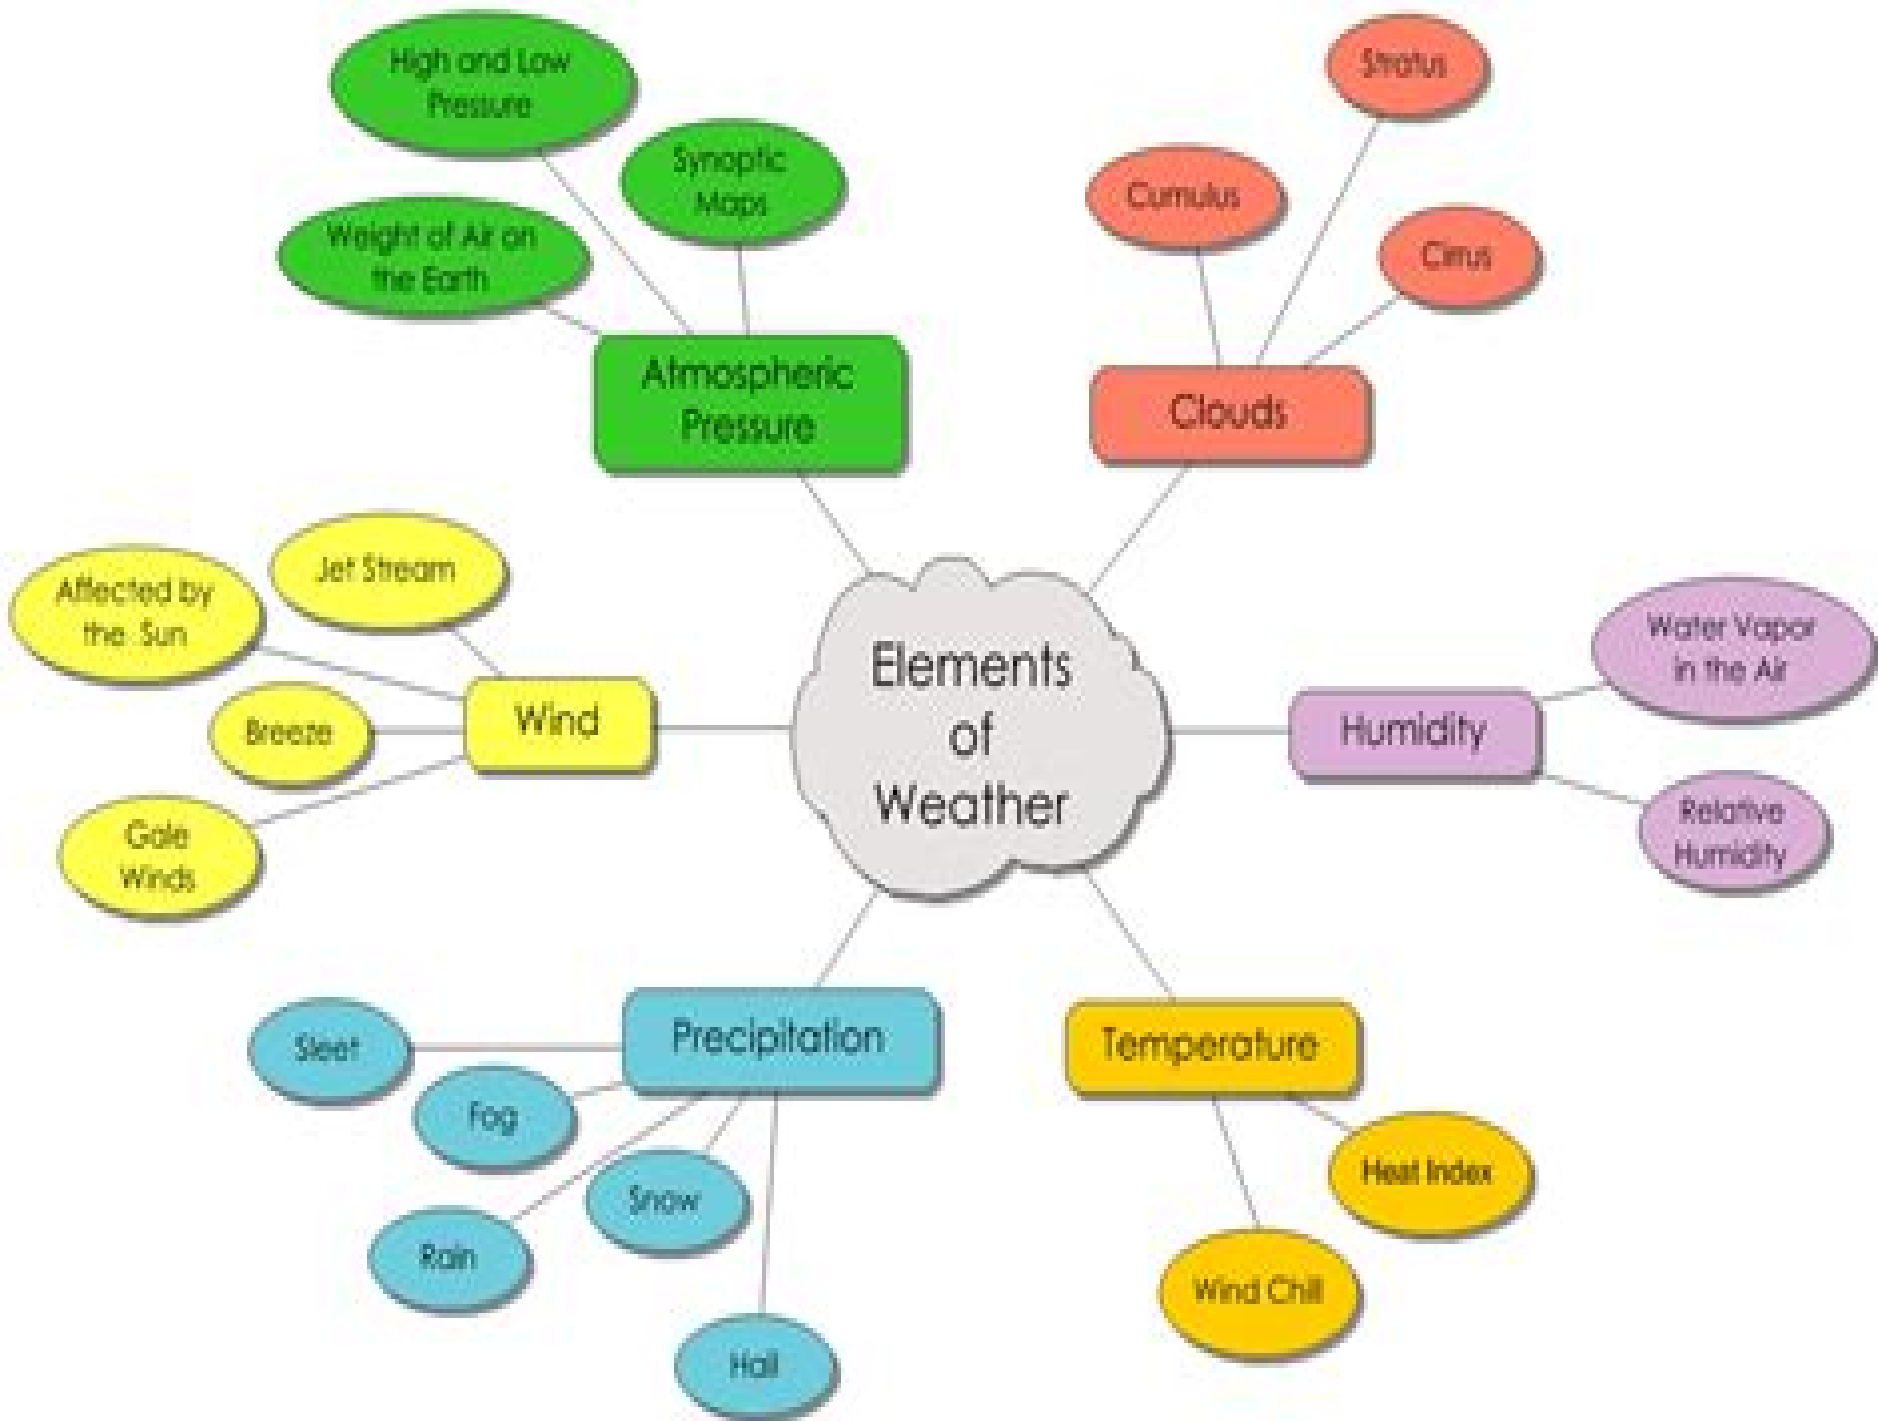 High and Low
Pressure
Synoptic
Maps
Weight of Air on
the Earth
Atmospheric
Pressure
Stratus
Cumulus
Cirrus
Clouds
Jet Stream
Affected by
the Sun
Breeze
Wind
Gale
Winds
Elements
of
Weather
Water Vapor
in the Air
Humidity
Relative
Humidity
Precipitation
Sleet
Fog
Snow
Rain
Hail
Temperature
Heat Index
Wind Chill